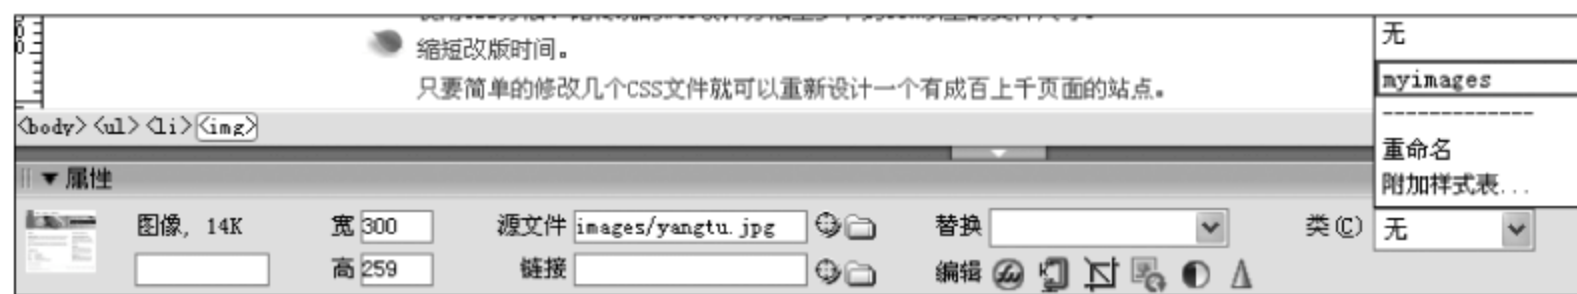 缩短改版时间。
只要简单的修改几个CSS文件就可以重新设计一个有成百上千页面的站点。
<body><ul><li><img>
无
myimages
-------------
重命名
附加样式表...
属性
图像, 14K 宽 300 源文件 images/yangtu.jpg 替换 类(C) 无
高 259 链接 编辑